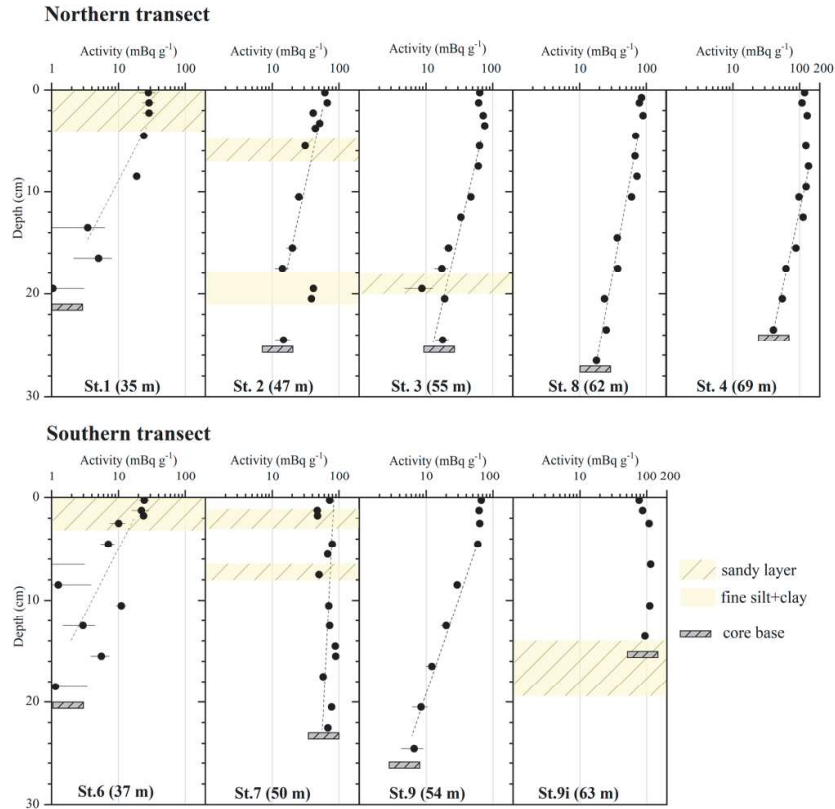 Northern transect
Activity (mBq g⁻¹) Activity (mBq g⁻¹) Activity (mBq g⁻¹) Activity (mBq g⁻¹) Activity (mBq g⁻¹)
1 10 100 10 100 10 100 10 100 10 100 200
0
10
20
30
Depth (cm)
St.1 (35 m) St. 2 (47 m) St. 3 (55 m) St. 8 (62 m) St. 4 (69 m)
Southern transect
Activity (mBq g⁻¹) Activity (mBq g⁻¹) Activity (mBq g⁻¹) Activity (mBq g⁻¹)
1 10 100 10 100 10 100 10 100 200
0
10
20
30
Depth (cm)
St.6 (37 m) St.7 (50 m) St.9 (54 m) St.9i (63 m)
sandy layer
fine silt+clay
core base